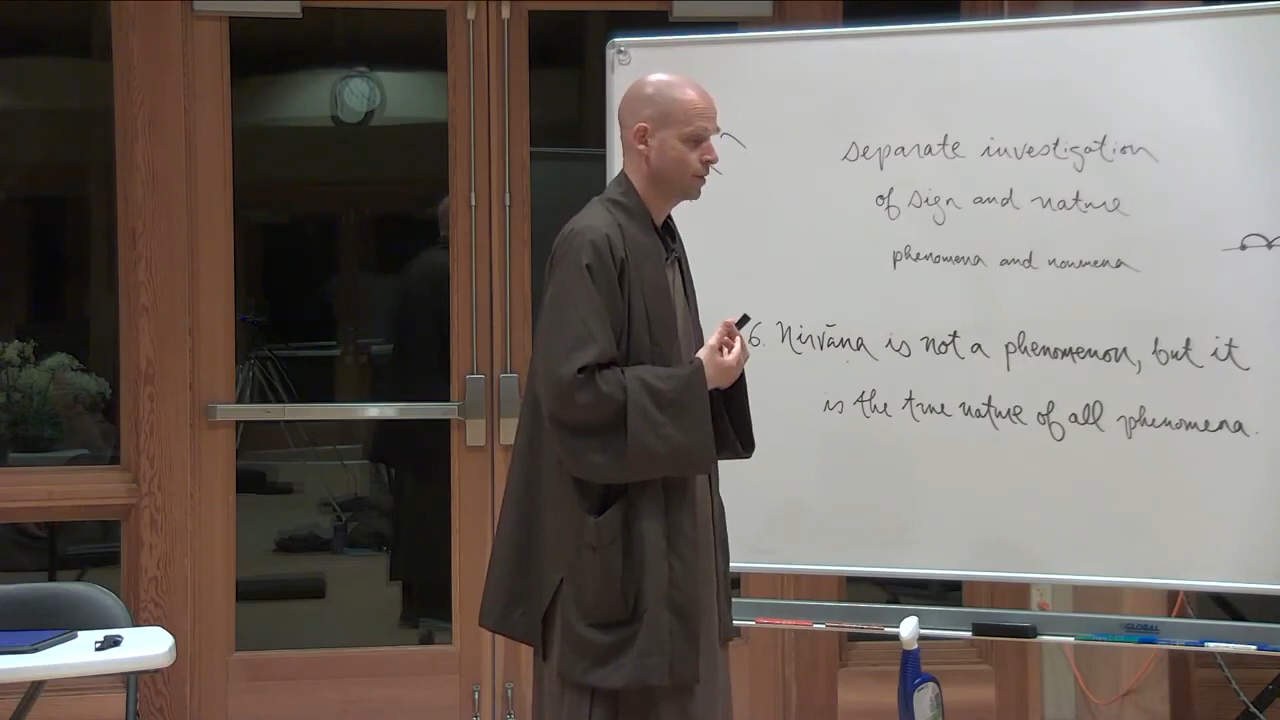 separate investigation
of sign and nature
phenomena and noumena
6. Nirvāna is not a phenomenon, but it
is the true nature of all phenomena.
GLOBAL